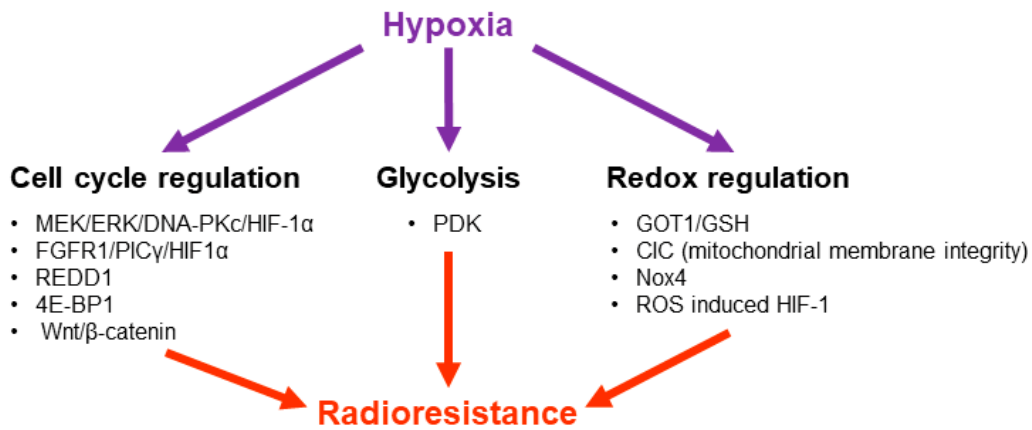 Hypoxia
Cell cycle regulation
• MEK/ERK/DNA-PKc/HIF-1α
• FGFR1/PlCγ/HIF1α
• REDD1
• 4E-BP1
• Wnt/β-catenin
Glycolysis
• PDK
Redox regulation
• GOT1/GSH
• CIC (mitochondrial membrane integrity)
• Nox4
• ROS induced HIF-1
Radioresistance